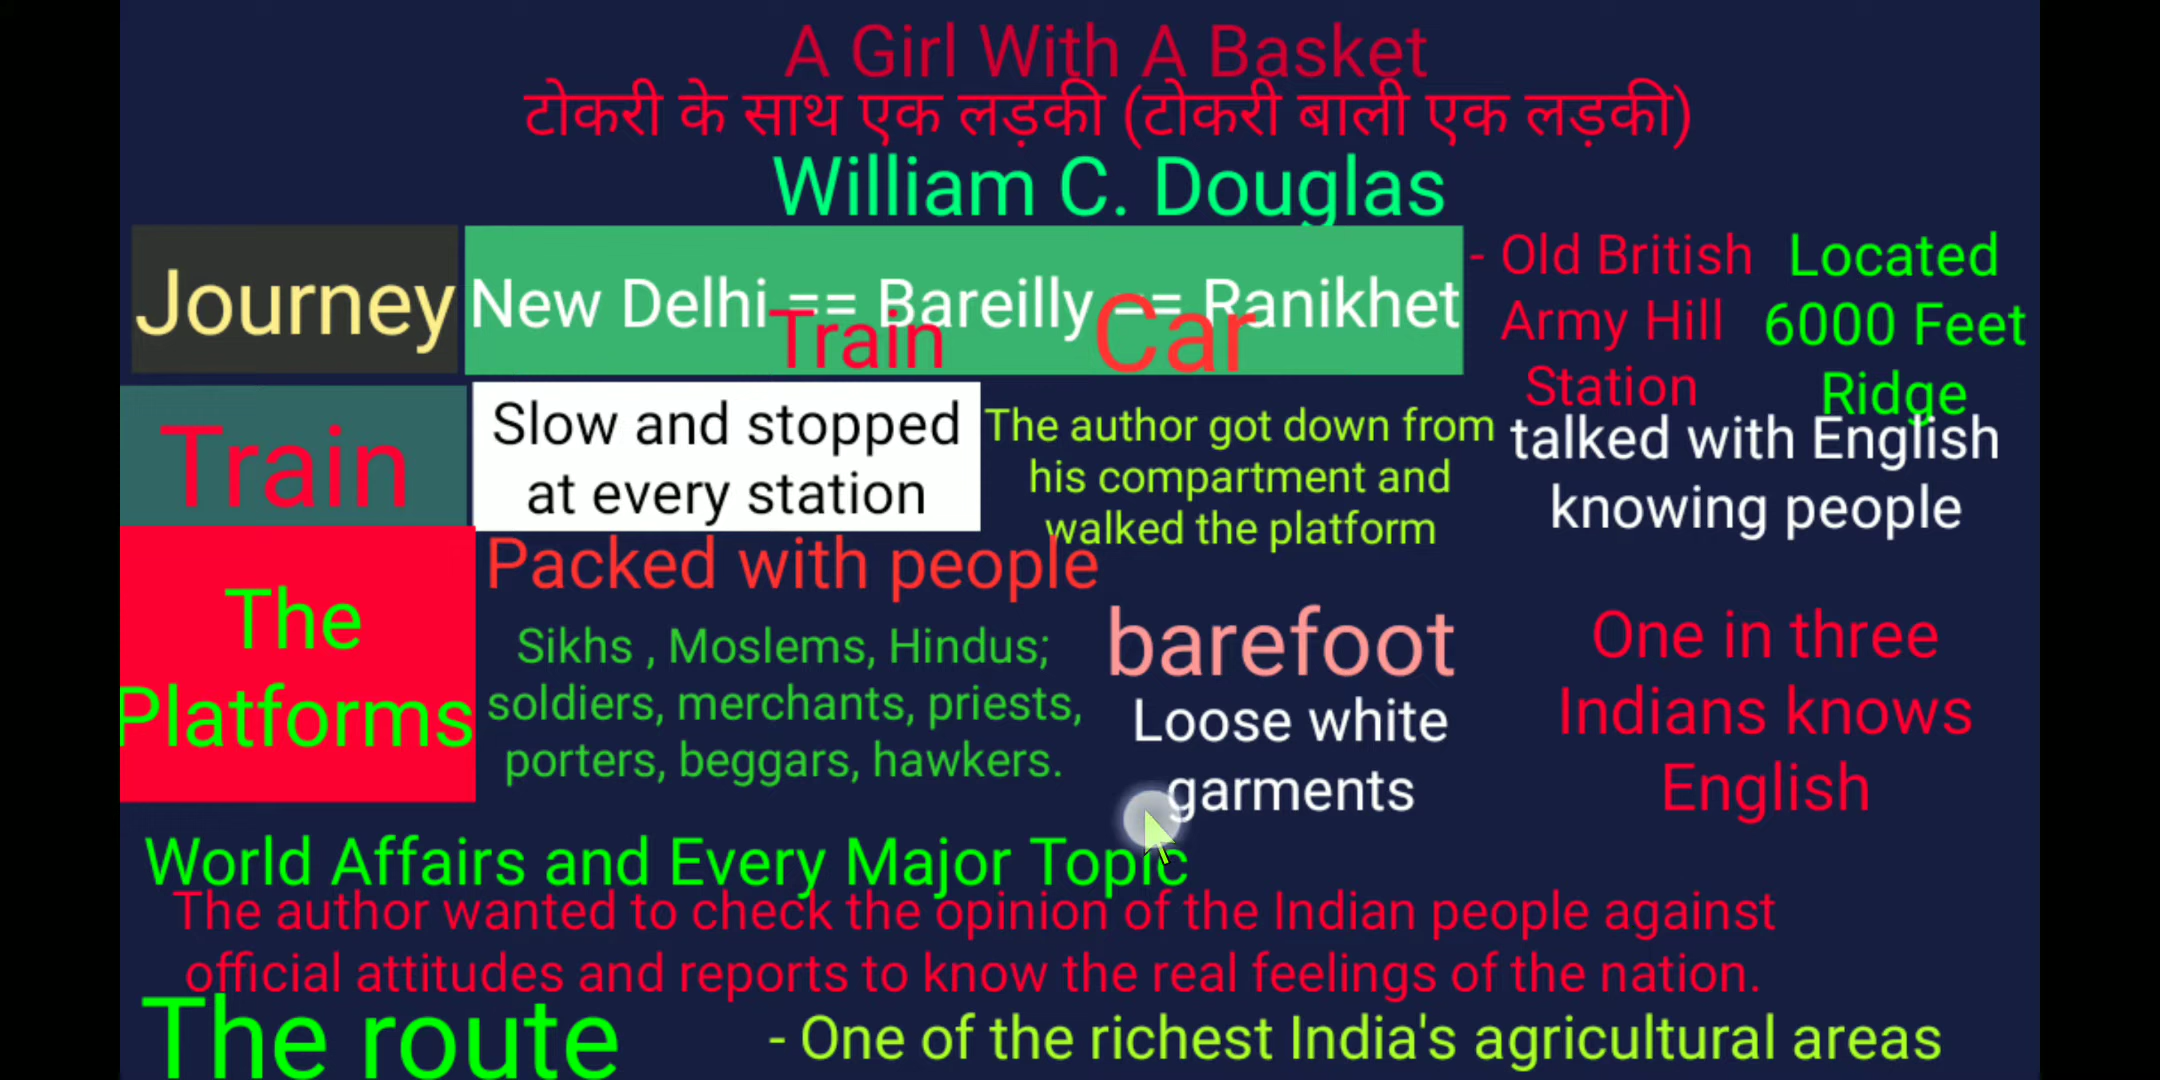 A Girl With A Basket
टोकरी के साथ एक लड़की (टोकरी बाली एक लड़की)
William C. Douglas
Journey
New Delhi == Bareilly == Ranikhet
Train
Car
- Old British
Army Hill
Station
Located
6000 Feet
Ridge
Train
Slow and stopped
at every station
The author got down from
his compartment and
walked the platform
talked with English
knowing people
The
Platforms
Packed with people
Sikhs , Moslems, Hindus;
soldiers, merchants, priests,
porters, beggars, hawkers.
barefoot
Loose white
garments
One in three
Indians knows
English
World Affairs and Every Major Topic
The author wanted to check the opinion of the Indian people against
official attitudes and reports to know the real feelings of the nation.
The route
- One of the richest India's agricultural areas